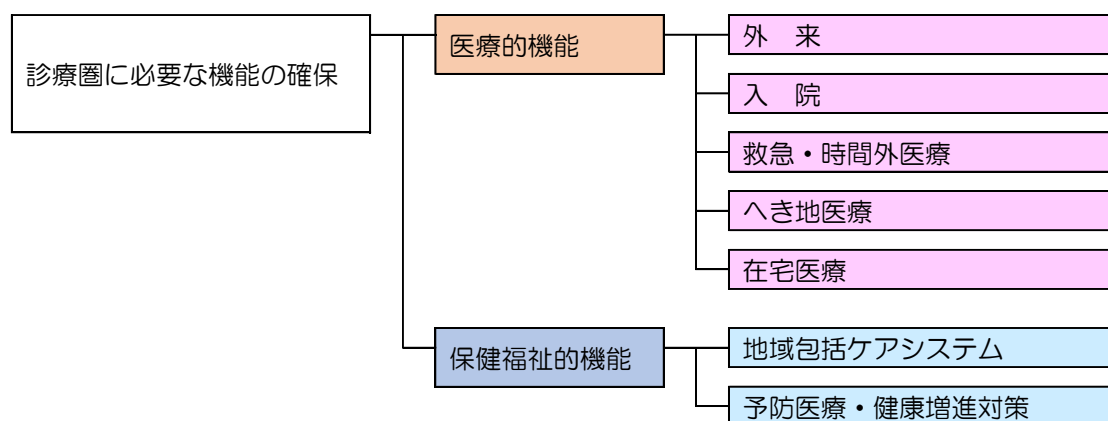 診療圏に必要な機能の確保
医療的機能
外　来
入　院
救急・時間外医療
へき地医療
在宅医療
保健福祉的機能
地域包括ケアシステム
予防医療・健康増進対策